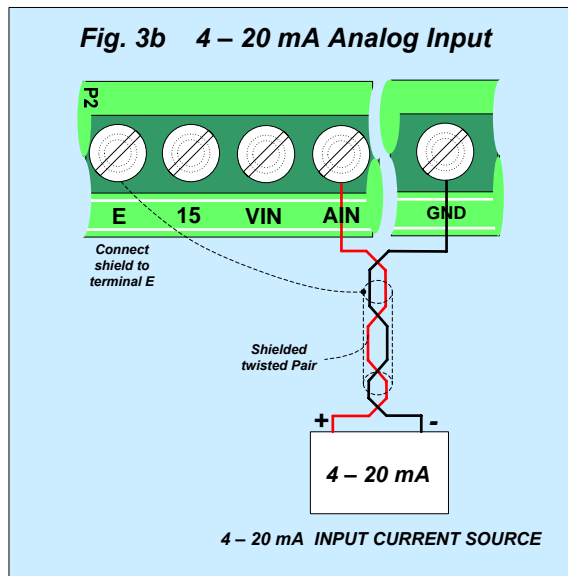 Fig. 3b 4 – 20 mA Analog Input
P2
E 15 VIN AIN GND
Connect
shield to
terminal E
Shielded
twisted Pair
+ -
4 – 20 mA
4 – 20 mA INPUT CURRENT SOURCE